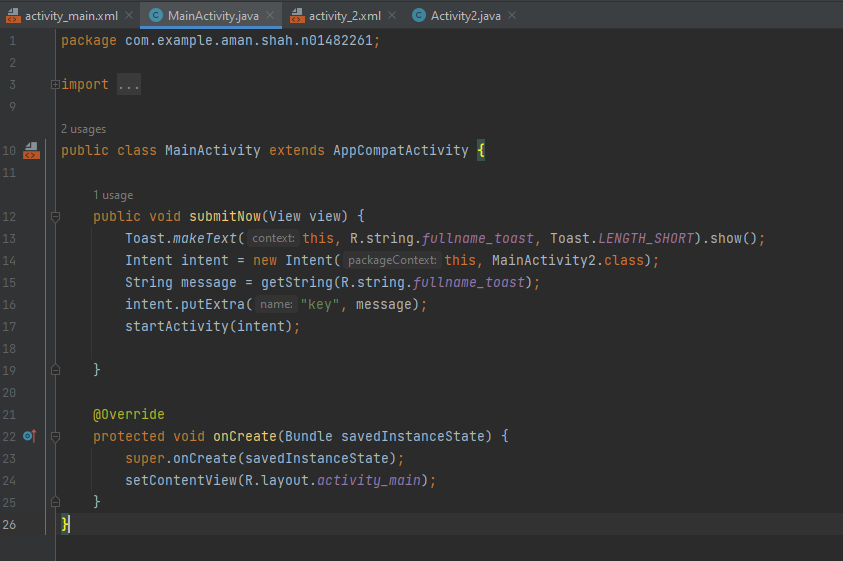 activity_main.xml MainActivity.java activity_2.xml Activity2.java
1 package com.example.aman.shah.n01482261;
2
3 import ...
9
2 usages
10 public class MainActivity extends AppCompatActivity {
11
1 usage
12 public void submitNow(View view) {
13 Toast.makeText( context: this, R.string.fullname_toast, Toast.LENGTH_SHORT).show();
14 Intent intent = new Intent( packageContext: this, MainActivity2.class);
15 String message = getString(R.string.fullname_toast);
16 intent.putExtra( name: "key", message);
17 startActivity(intent);
18
19 }
20
21 @Override
22 protected void onCreate(Bundle savedInstanceState) {
23 super.onCreate(savedInstanceState);
24 setContentView(R.layout.activity_main);
25 }
26 }